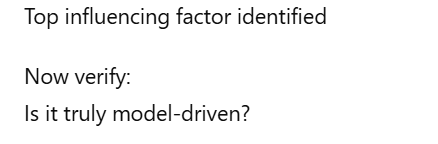 Top influencing factor identified
Now verify:
Is it truly model-driven?